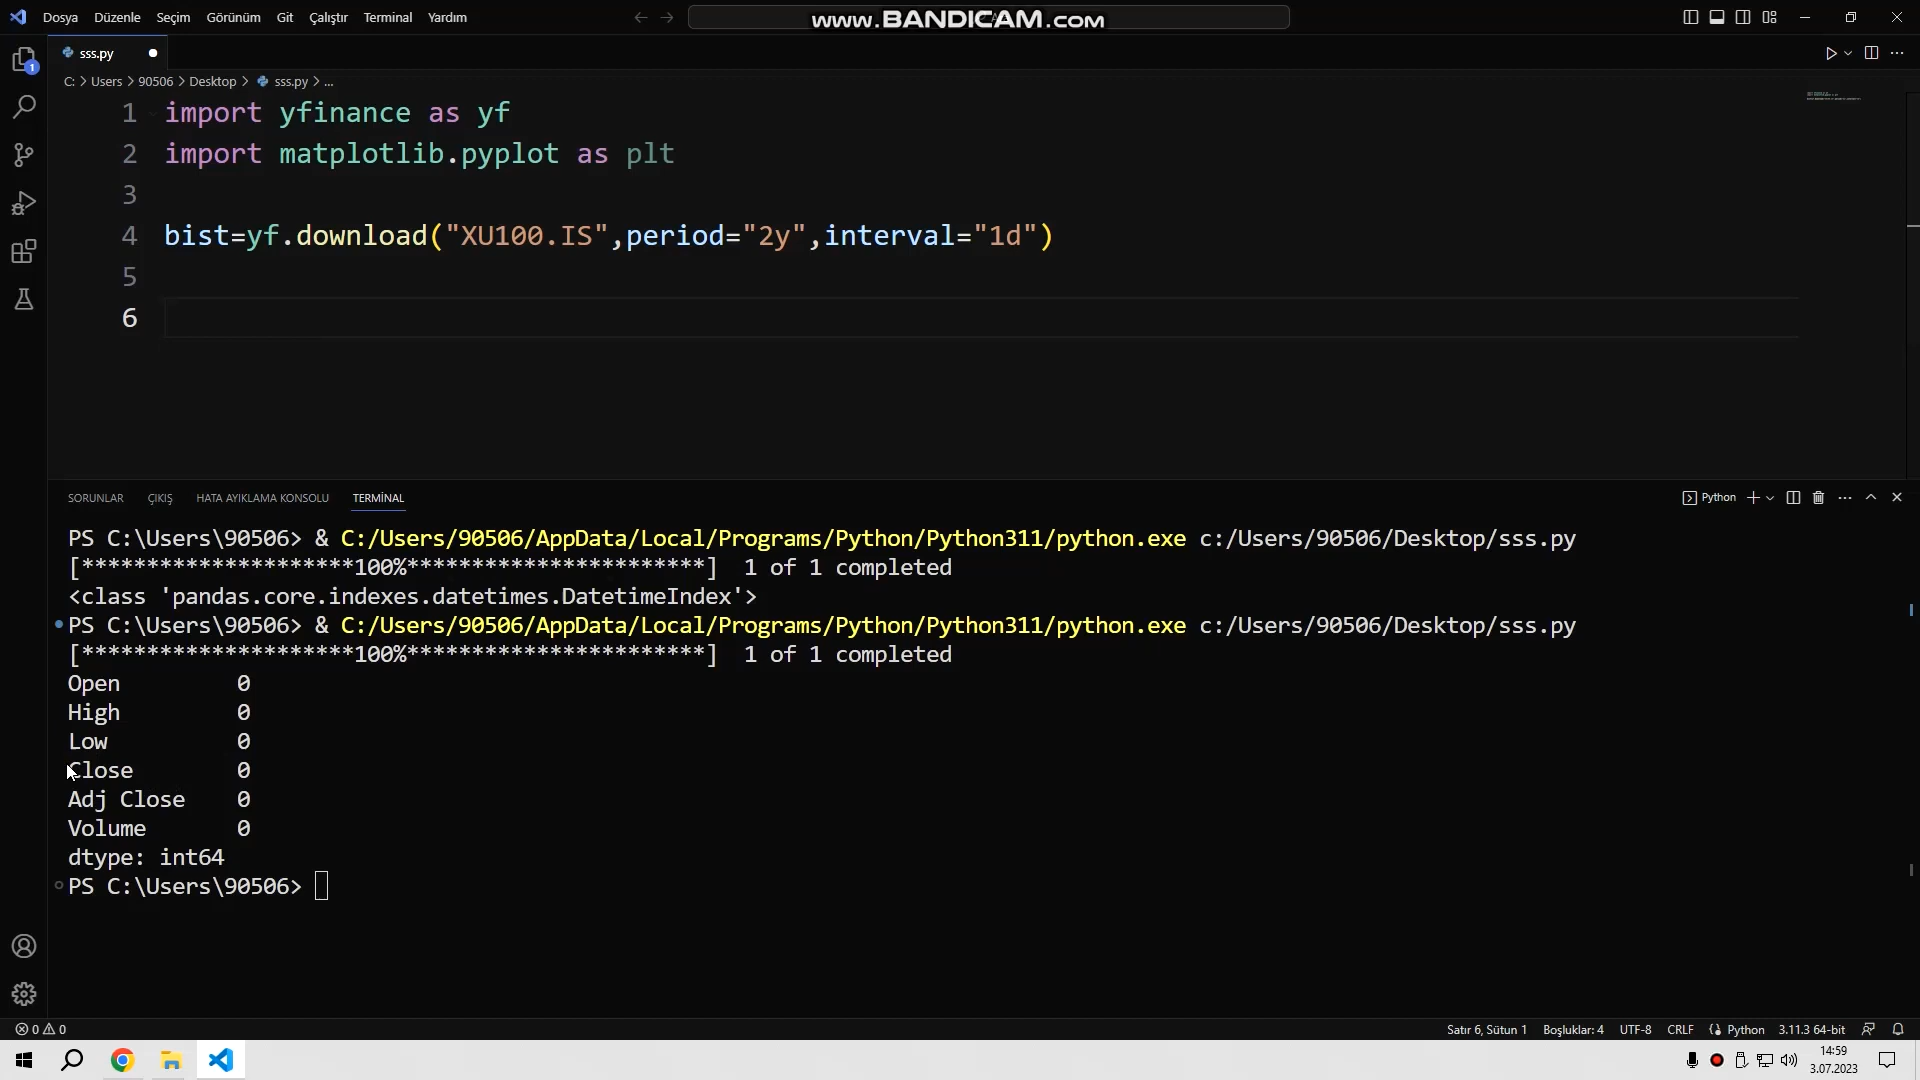 Dosya Düzenle Seçim Görünüm Git Çalıştır Terminal Yardım
www.BANDICAM.com
sss.py
C: > Users > 90506 > Desktop > sss.py > ...
1 import yfinance as yf
2 import matplotlib.pyplot as plt
3
4 bist=yf.download("XU100.IS",period="2y",interval="1d")
5
6
SORUNLAR ÇIKIŞ HATA AYIKLAMA KONSOLU TERMİNAL
Python
PS C:\Users\90506> & C:/Users/90506/AppData/Local/Programs/Python/Python311/python.exe c:/Users/90506/Desktop/sss.py
[*********************100%***********************]  1 of 1 completed
<class 'pandas.core.indexes.datetimes.DatetimeIndex'>
PS C:\Users\90506> & C:/Users/90506/AppData/Local/Programs/Python/Python311/python.exe c:/Users/90506/Desktop/sss.py
[*********************100%***********************]  1 of 1 completed
Open 0
High 0
Low 0
Close 0
Adj Close 0
Volume 0
dtype: int64
PS C:\Users\90506>
0 0
Satır 6, Sütun 1 Boşluklar: 4 UTF-8 CRLF Python 3.11.3 64-bit
14:59
3.07.2023